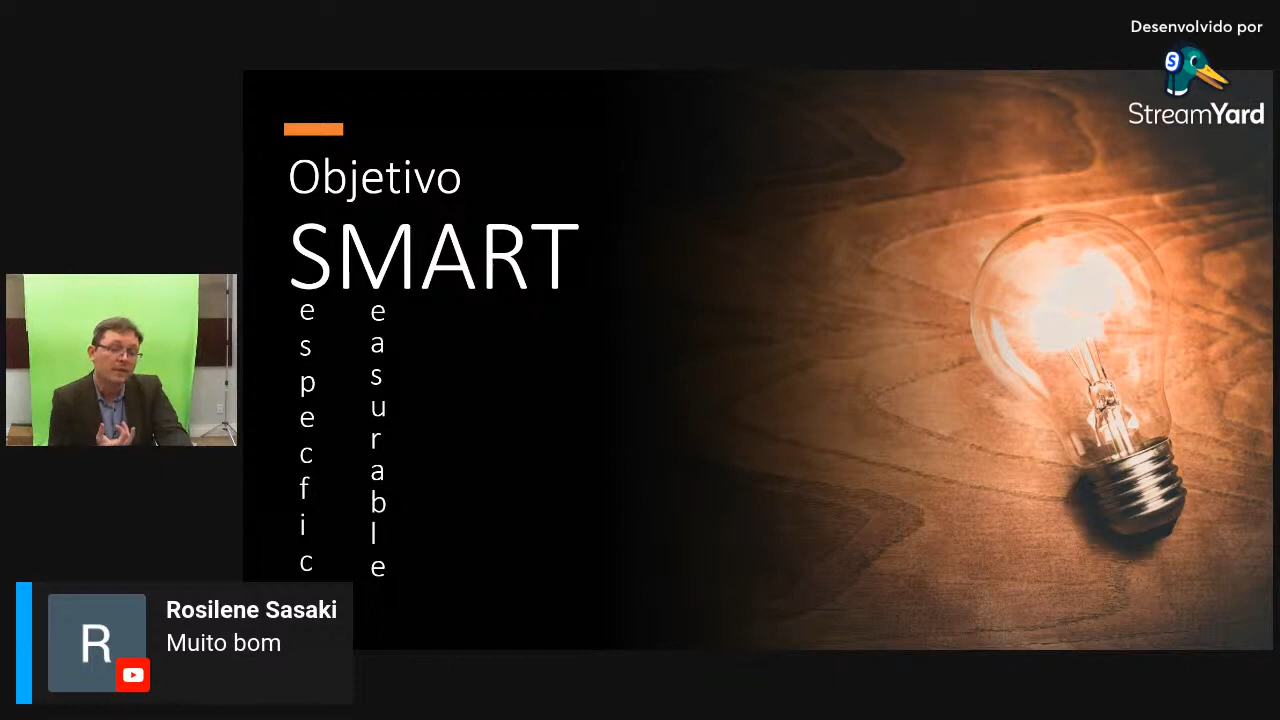 Desenvolvido por
StreamYard
Objetivo
SMART
e
s
p
e
c
f
i
c
e
a
s
u
r
a
b
l
e
R
Rosilene Sasaki
Muito bom